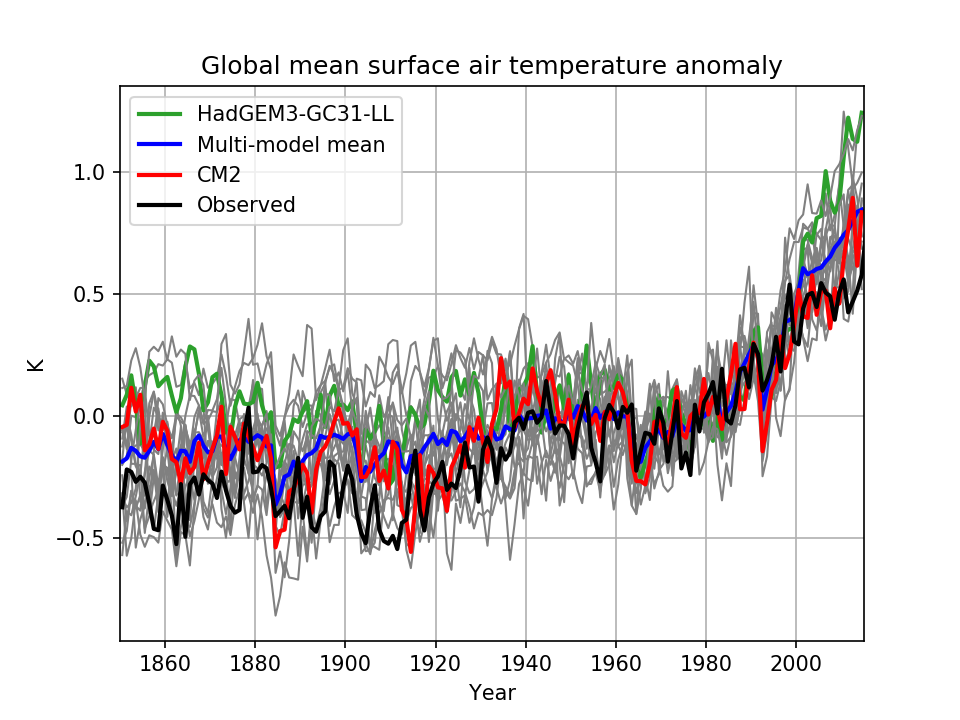 Global mean surface air temperature anomaly
HadGEM3-GC31-LL
Multi-model mean
CM2
Observed
1.0
0.5
0.0
−0.5
K
1860 1880 1900 1920 1940 1960 1980 2000
Year